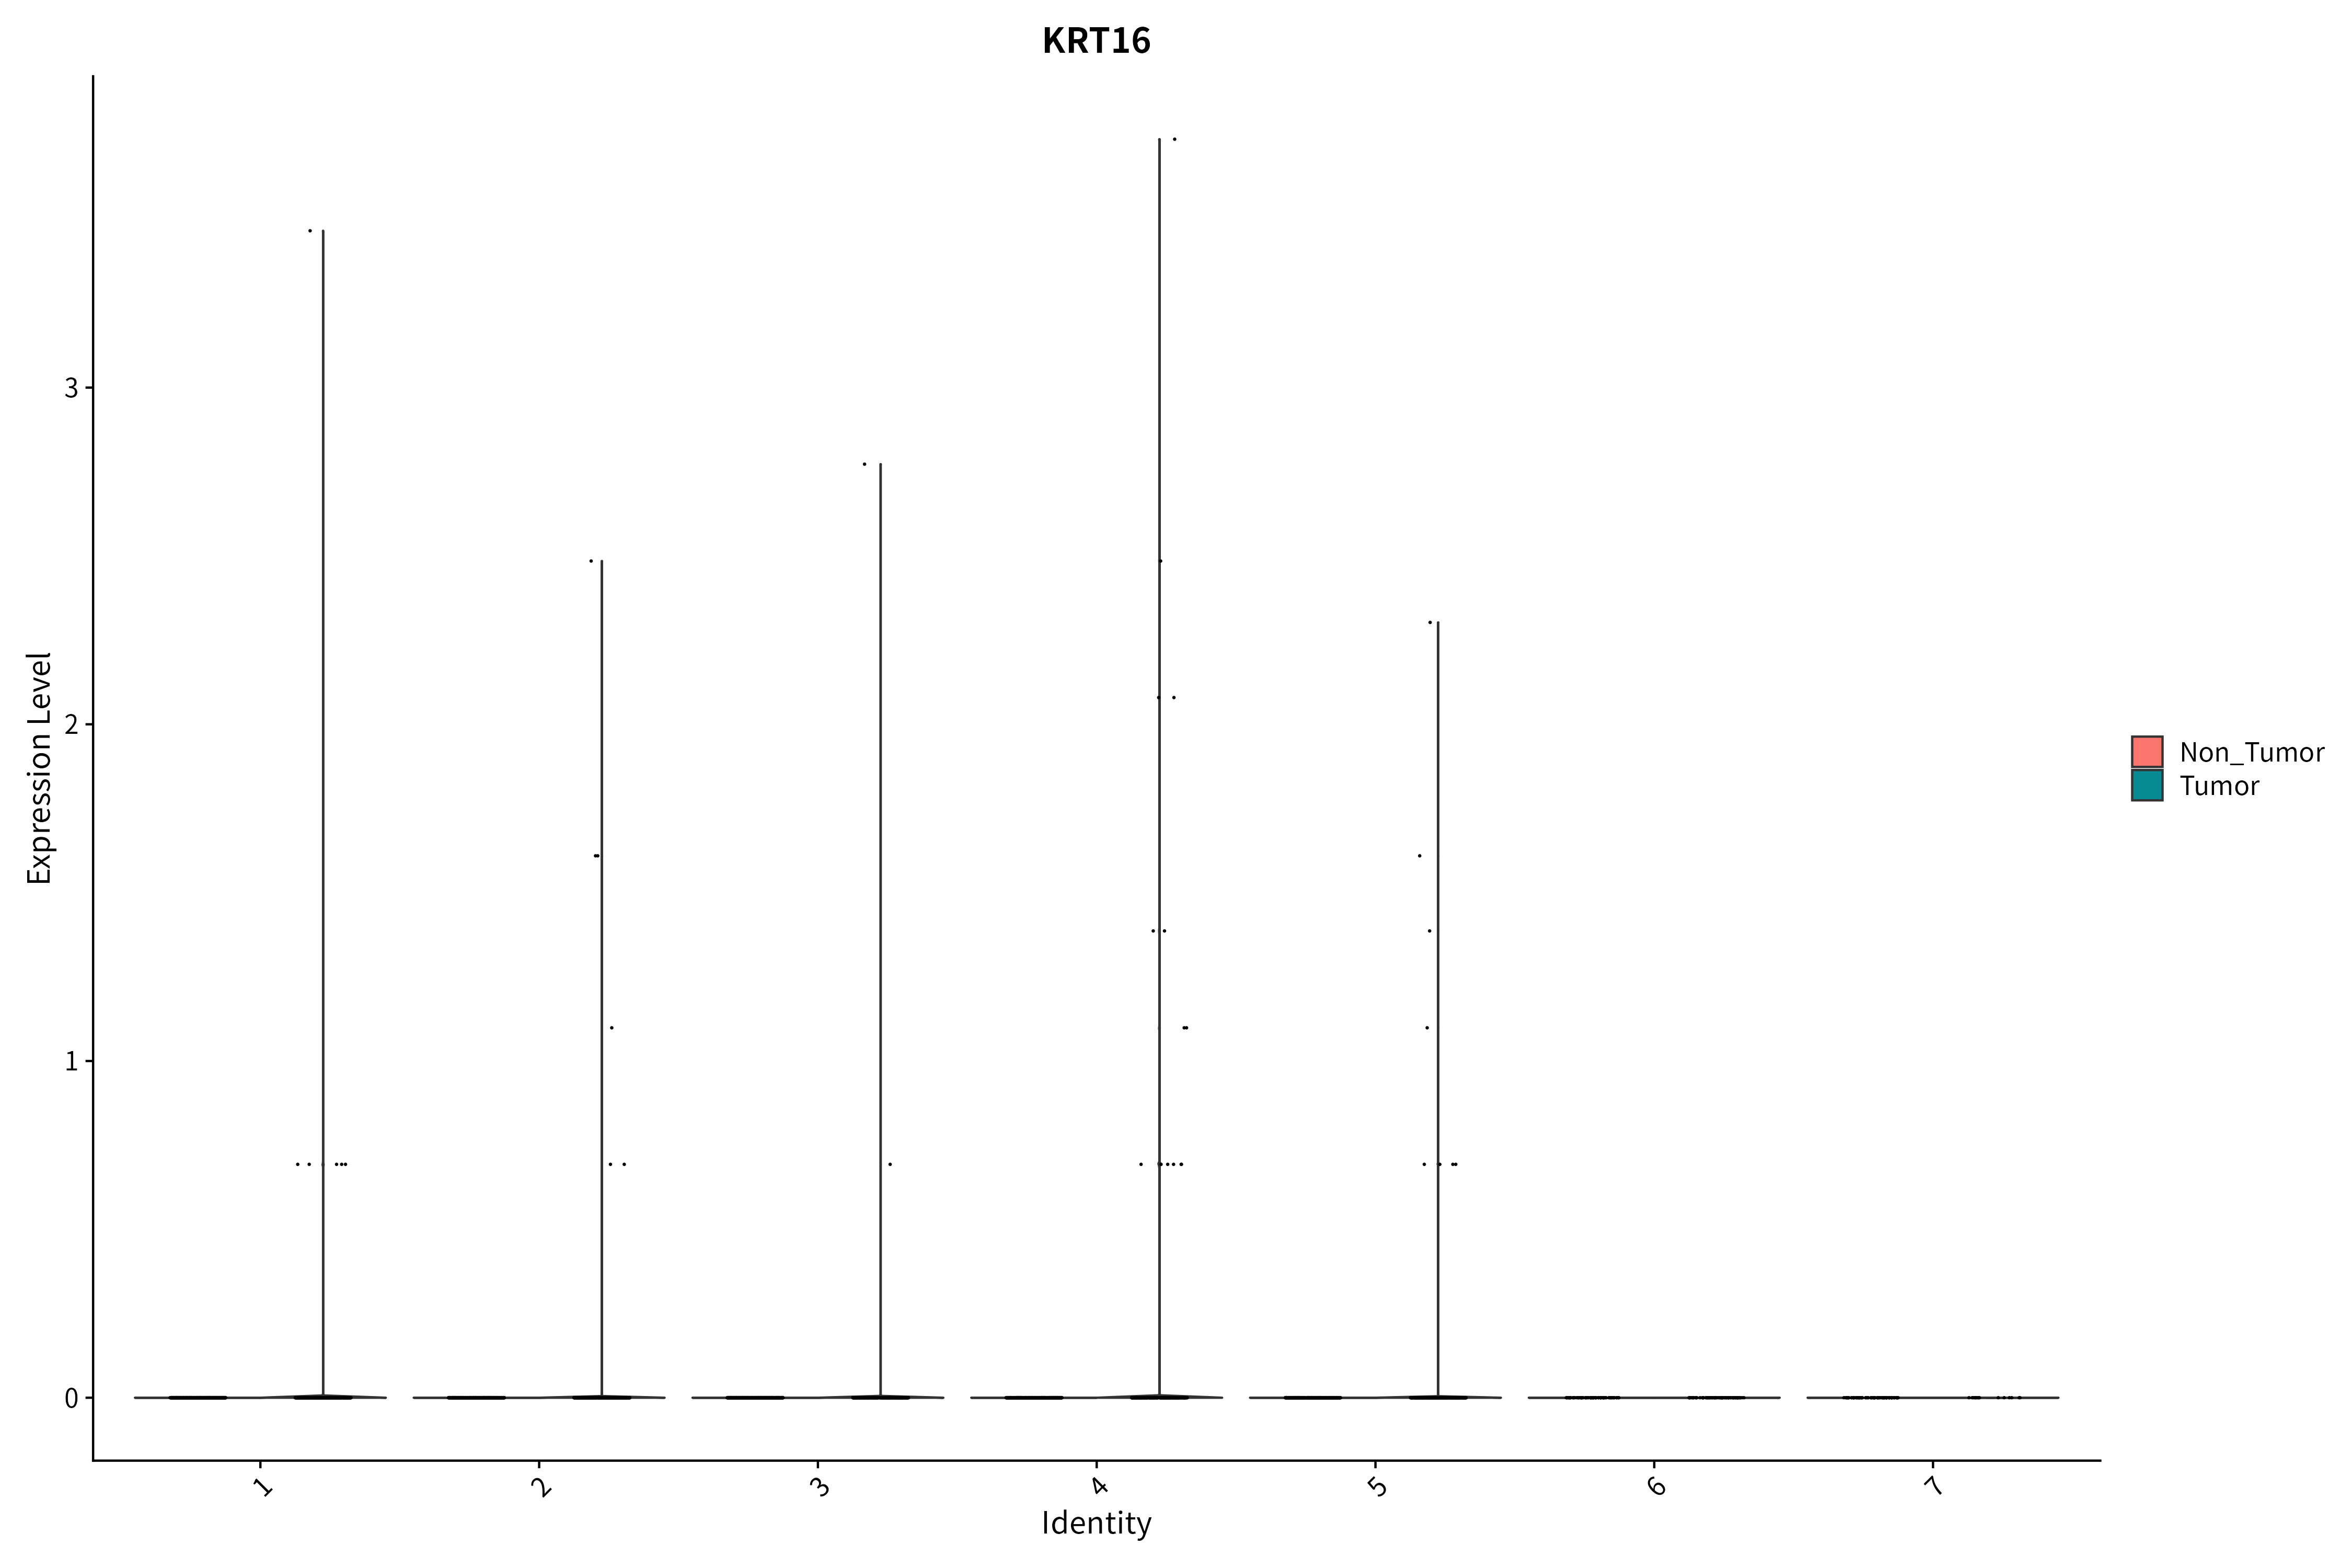 KRT16
Expression Level
3
2
1
0
1
2
3
4
5
6
7
Identity
Non_Tumor
Tumor